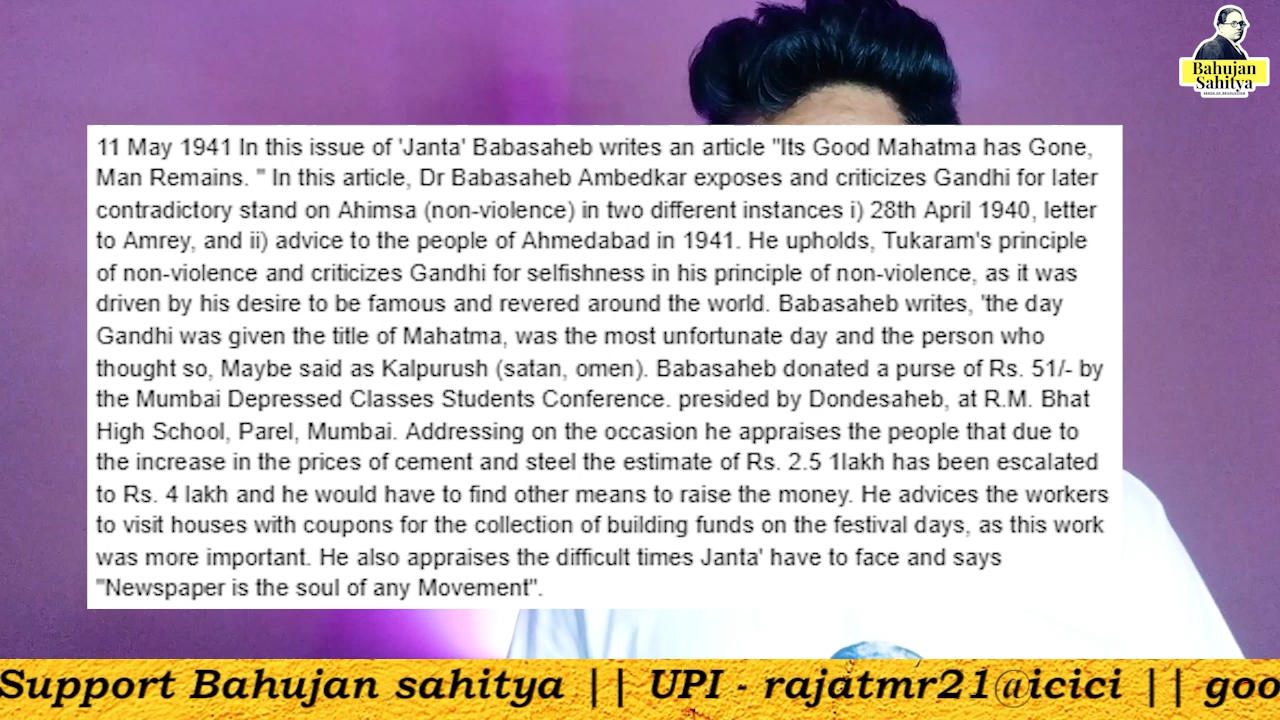 Bahujan
Sahitya
11 May 1941 In this issue of 'Janta' Babasaheb writes an article "Its Good Mahatma has Gone,
Man Remains. " In this article, Dr Babasaheb Ambedkar exposes and criticizes Gandhi for later
contradictory stand on Ahimsa (non-violence) in two different instances i) 28th April 1940, letter
to Amrey, and ii) advice to the people of Ahmedabad in 1941. He upholds, Tukaram's principle
of non-violence and criticizes Gandhi for selfishness in his principle of non-violence, as it was
driven by his desire to be famous and revered around the world. Babasaheb writes, 'the day
Gandhi was given the title of Mahatma, was the most unfortunate day and the person who
thought so, Maybe said as Kalpurush (satan, omen). Babasaheb donated a purse of Rs. 51/- by
the Mumbai Depressed Classes Students Conference. presided by Dondesaheb, at R.M. Bhat
High School, Parel, Mumbai. Addressing on the occasion he appraises the people that due to
the increase in the prices of cement and steel the estimate of Rs. 2.5 1lakh has been escalated
to Rs. 4 lakh and he would have to find other means to raise the money. He advices the workers
to visit houses with coupons for the collection of building funds on the festival days, as this work
was more important. He also appraises the difficult times Janta' have to face and says
"Newspaper is the soul of any Movement".
Support Bahujan sahitya || UPI - rajatmr21@icici || goo